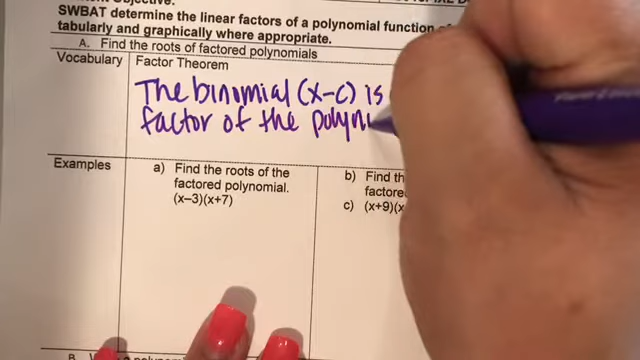 SWBAT determine the linear factors of a polynomial function
tabularly and graphically where appropriate.
A. Find the roots of factored polynomials
Vocabulary
Factor Theorem
The binomial (x-c) is
factor of the polyn
Examples
a) Find the roots of the
factored polynomial.
(x–3)(x+7)
b) Find th
factore
c) (x+9)(x